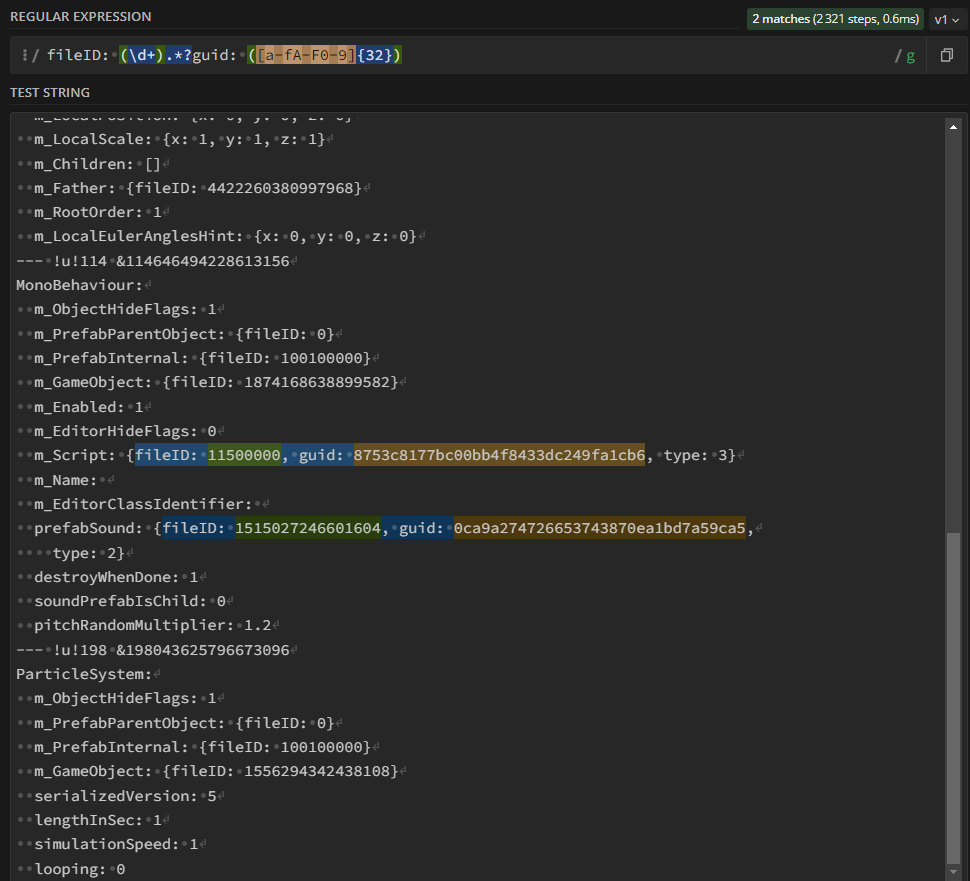 REGULAR EXPRESSION
2 matches (2 321 steps, 0.6ms)
v1
/ fileID: (\d+).*?guid: ([a-fA-F0-9]{32})
/ g
TEST STRING
m_LocalScale: {x: 1, y: 1, z: 1}
m_Children: []
m_Father: {fileID: 4422260380997968}
m_RootOrder: 1
m_LocalEulerAnglesHint: {x: 0, y: 0, z: 0}
--- !u!114 &114646494228613156
MonoBehaviour:
m_ObjectHideFlags: 1
m_PrefabParentObject: {fileID: 0}
m_PrefabInternal: {fileID: 100100000}
m_GameObject: {fileID: 1874168638899582}
m_Enabled: 1
m_EditorHideFlags: 0
m_Script: {fileID: 11500000, guid: 8753c8177bc00bb4f8433dc249fa1cb6, type: 3}
m_Name:
m_EditorClassIdentifier:
prefabSound: {fileID: 1515027246601604, guid: 0ca9a274726653743870ea1bd7a59ca5,
type: 2}
destroyWhenDone: 1
soundPrefabIsChild: 0
pitchRandomMultiplier: 1.2
--- !u!198 &198043625796673096
ParticleSystem:
m_ObjectHideFlags: 1
m_PrefabParentObject: {fileID: 0}
m_PrefabInternal: {fileID: 100100000}
m_GameObject: {fileID: 1556294342438108}
serializedVersion: 5
lengthInSec: 1
simulationSpeed: 1
looping: 0